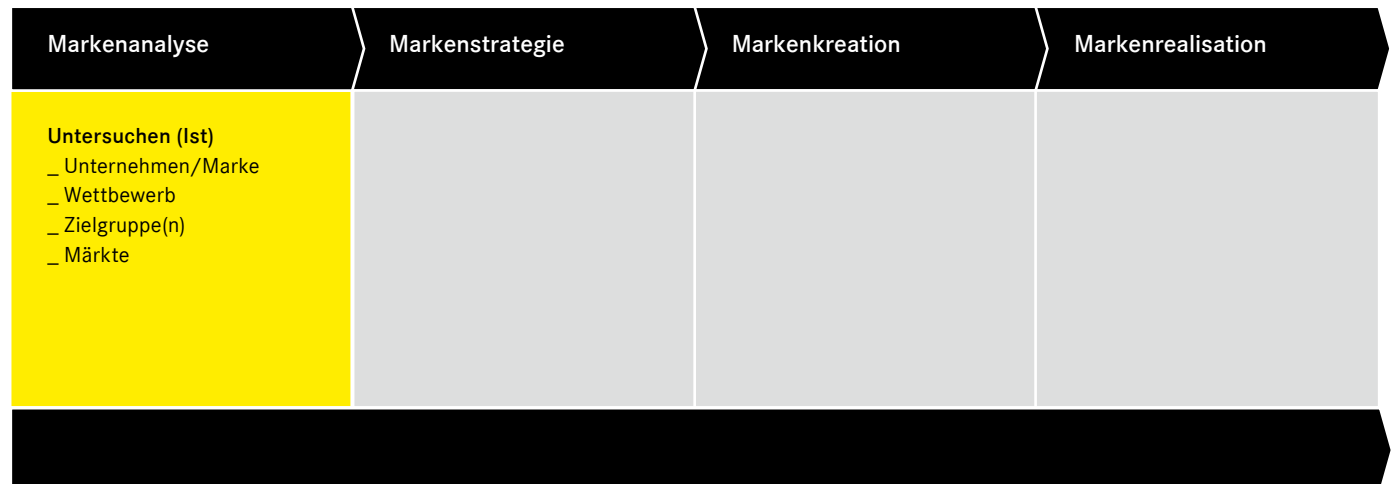 Markenanalyse
Markenstrategie
Markenkreation
Markenrealisation
Untersuchen (Ist)
_ Unternehmen/Marke
_ Wettbewerb
_ Zielgruppe(n)
_ Märkte